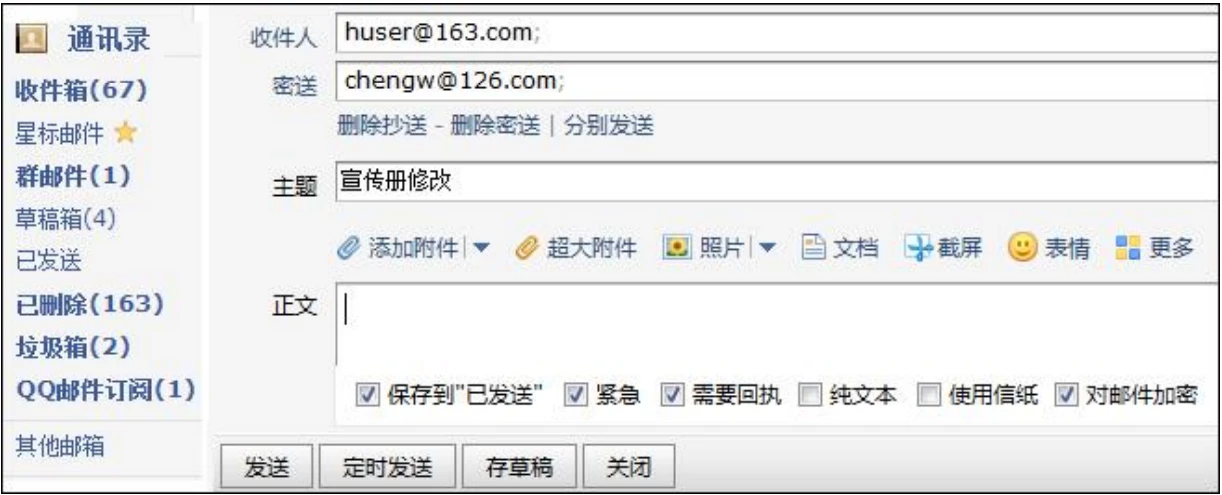 通讯录
收件箱(67)
星标邮件
群邮件(1)
草稿箱(4)
已发送
已删除(163)
垃圾箱(2)
QQ邮件订阅(1)
其他邮箱
收件人 huser@163.com;
密送 chengw@126.com;
删除抄送 - 删除密送 | 分别发送
主题 宣传册修改
添加附件 | 超大附件 照片 | 文档 截屏 表情 更多
正文
保存到"已发送" 紧急 需要回执 纯文本 使用信纸 对邮件加密
发送 定时发送 存草稿 关闭